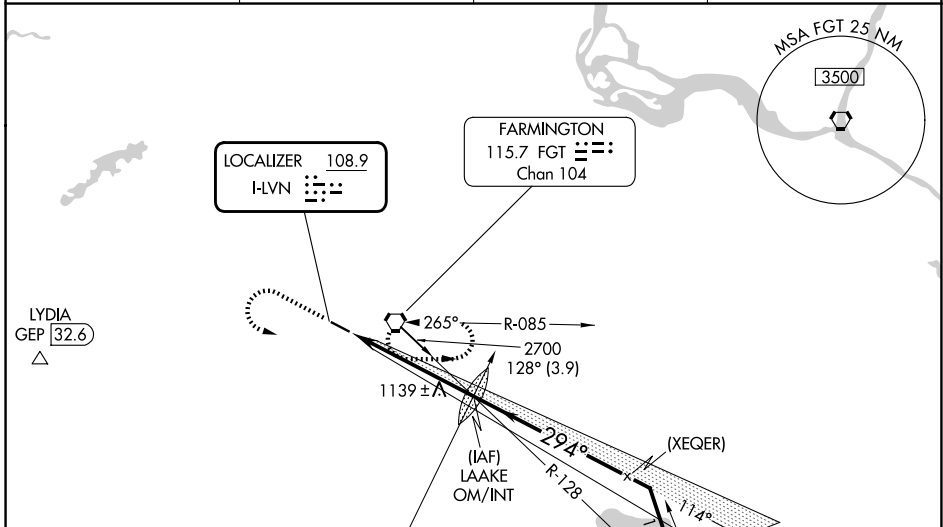 MSA FGT 25 NM
3500
LOCALIZER 108.9
I-LVN
FARMINGTON
115.7 FGT
Chan 104
LYDIA
GEP 32.6
265°
R-085
2700
128° (3.9)
1139 ±
294°
(XEQER)
(IAF)
LAAKE
OM/INT
R-128
114°